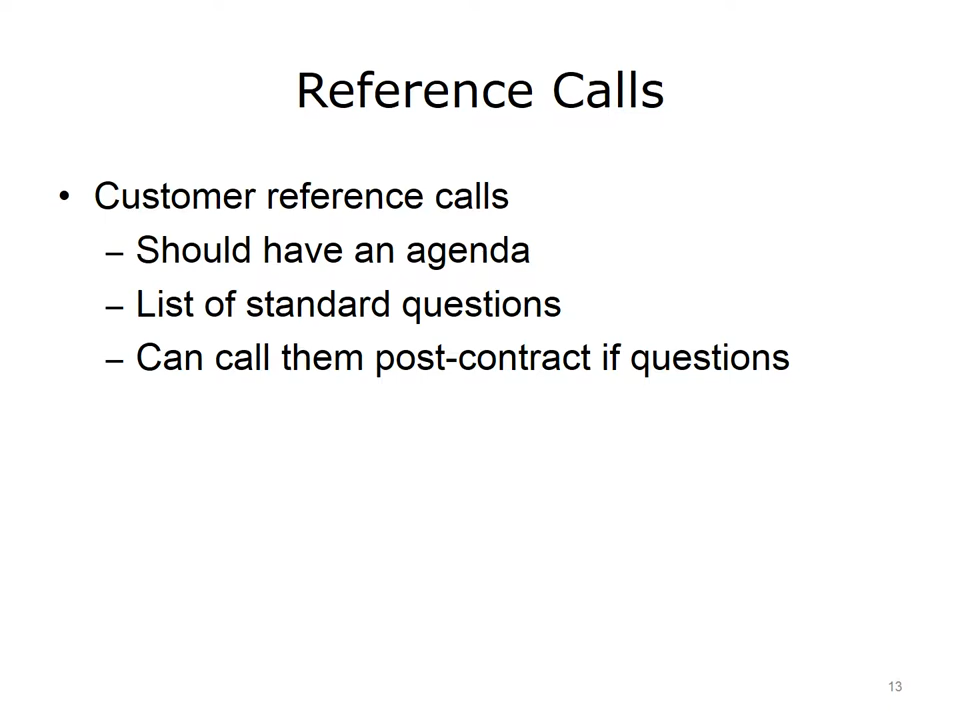 Reference Calls
• Customer reference calls
– Should have an agenda
– List of standard questions
– Can call them post-contract if questions
13